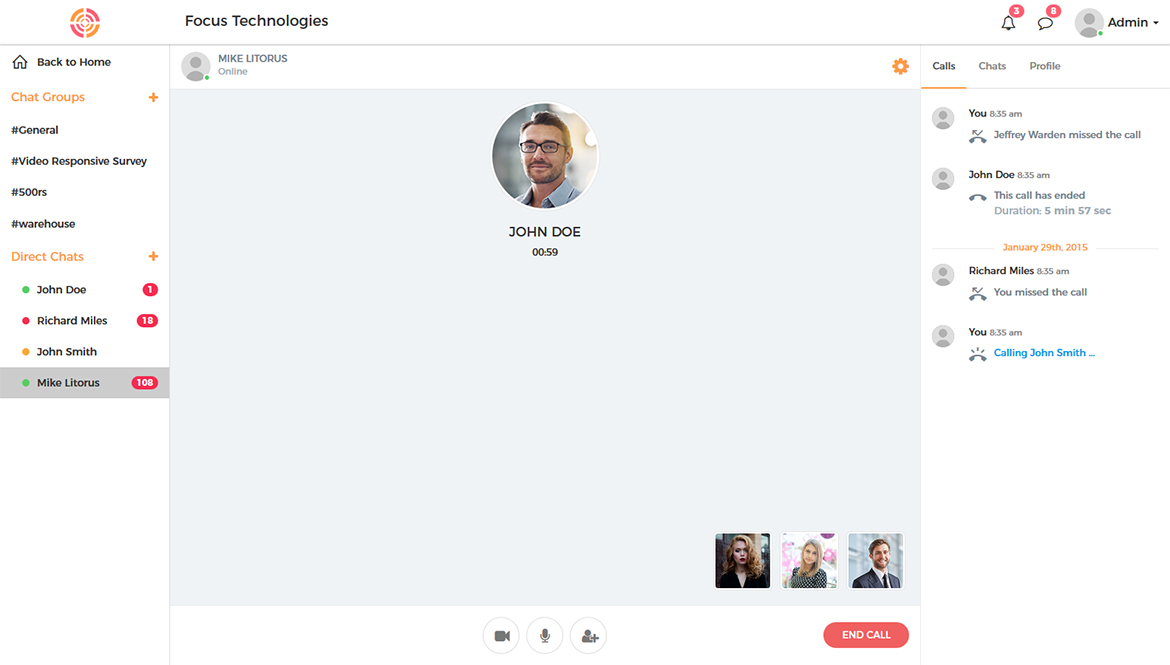 Focus Technologies
3
8
Admin
Back to Home
Chat Groups +
#General
#Video Responsive Survey
#500rs
#warehouse
Direct Chats +
John Doe 1
Richard Miles 18
John Smith
Mike Litorus 108
MIKE LITORUS
Online
JOHN DOE
00:59
END CALL
Calls Chats Profile
You 8:35 am
Jeffrey Warden missed the call
John Doe 8:35 am
This call has ended
Duration: 5 min 57 sec
January 29th, 2015
Richard Miles 8:35 am
You missed the call
You 8:35 am
Calling John Smith ...